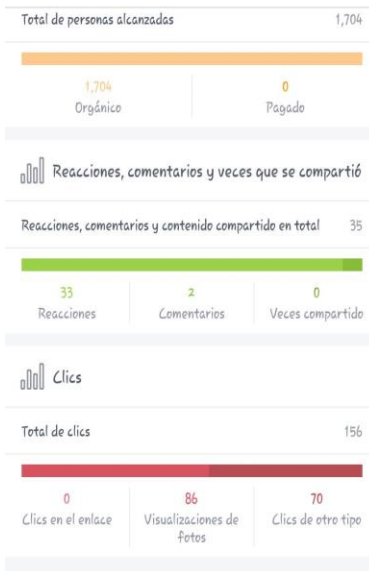 Total de personas alcanzadas 1,704
1,704 0
Orgánico Pagado
Reacciones, comentarios y veces que se compartió
Reacciones, comentarios y contenido compartido en total 35
33 2 0
Reacciones Comentarios Veces compartido
Clics
Total de clics 156
0 86 70
Clics en el enlace Visualizaciones de Clics de otro tipo
fotos